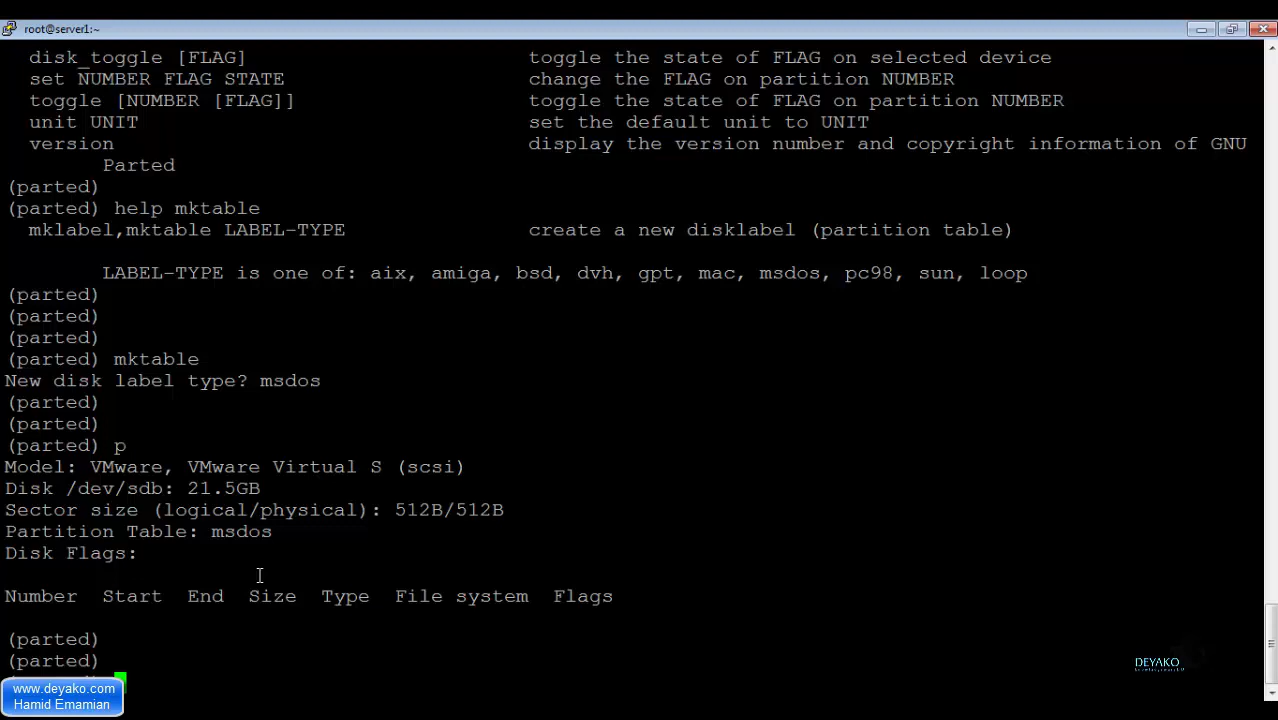 root@server1:~
disk_toggle [FLAG] toggle the state of FLAG on selected device
set NUMBER FLAG STATE change the FLAG on partition NUMBER
toggle [NUMBER [FLAG]] toggle the state of FLAG on partition NUMBER
unit UNIT set the default unit to UNIT
version display the version number and copyright information of GNU
Parted
(parted)
(parted) help mktable
mklabel,mktable LABEL-TYPE create a new disklabel (partition table)
LABEL-TYPE is one of: aix, amiga, bsd, dvh, gpt, mac, msdos, pc98, sun, loop
(parted)
(parted)
(parted)
(parted) mktable
New disk label type? msdos
(parted)
(parted)
(parted) p
Model: VMware, VMware Virtual S (scsi)
Disk /dev/sdb: 21.5GB
Sector size (logical/physical): 512B/512B
Partition Table: msdos
Disk Flags:
Number Start End Size Type File system Flags
(parted)
(parted)
DEYAKO
www.deyako.com
Hamid Emamian